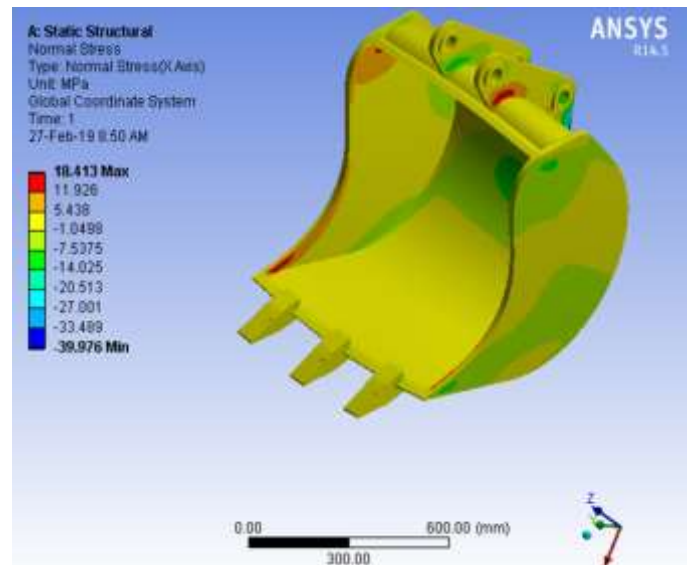 A: Static Structural
Normal Stress
Type: Normal Stress(X Axis)
Unit: MPa
Global Coordinate System
Time: 1
27-Feb-19 8:50 AM
18.413 Max
11.926
5.438
-1.0498
-7.5375
-14.025
-20.513
-27.001
-33.489
-39.976 Min
ANSYS
R14.5
Z
0.00
600.00 (mm)
300.00